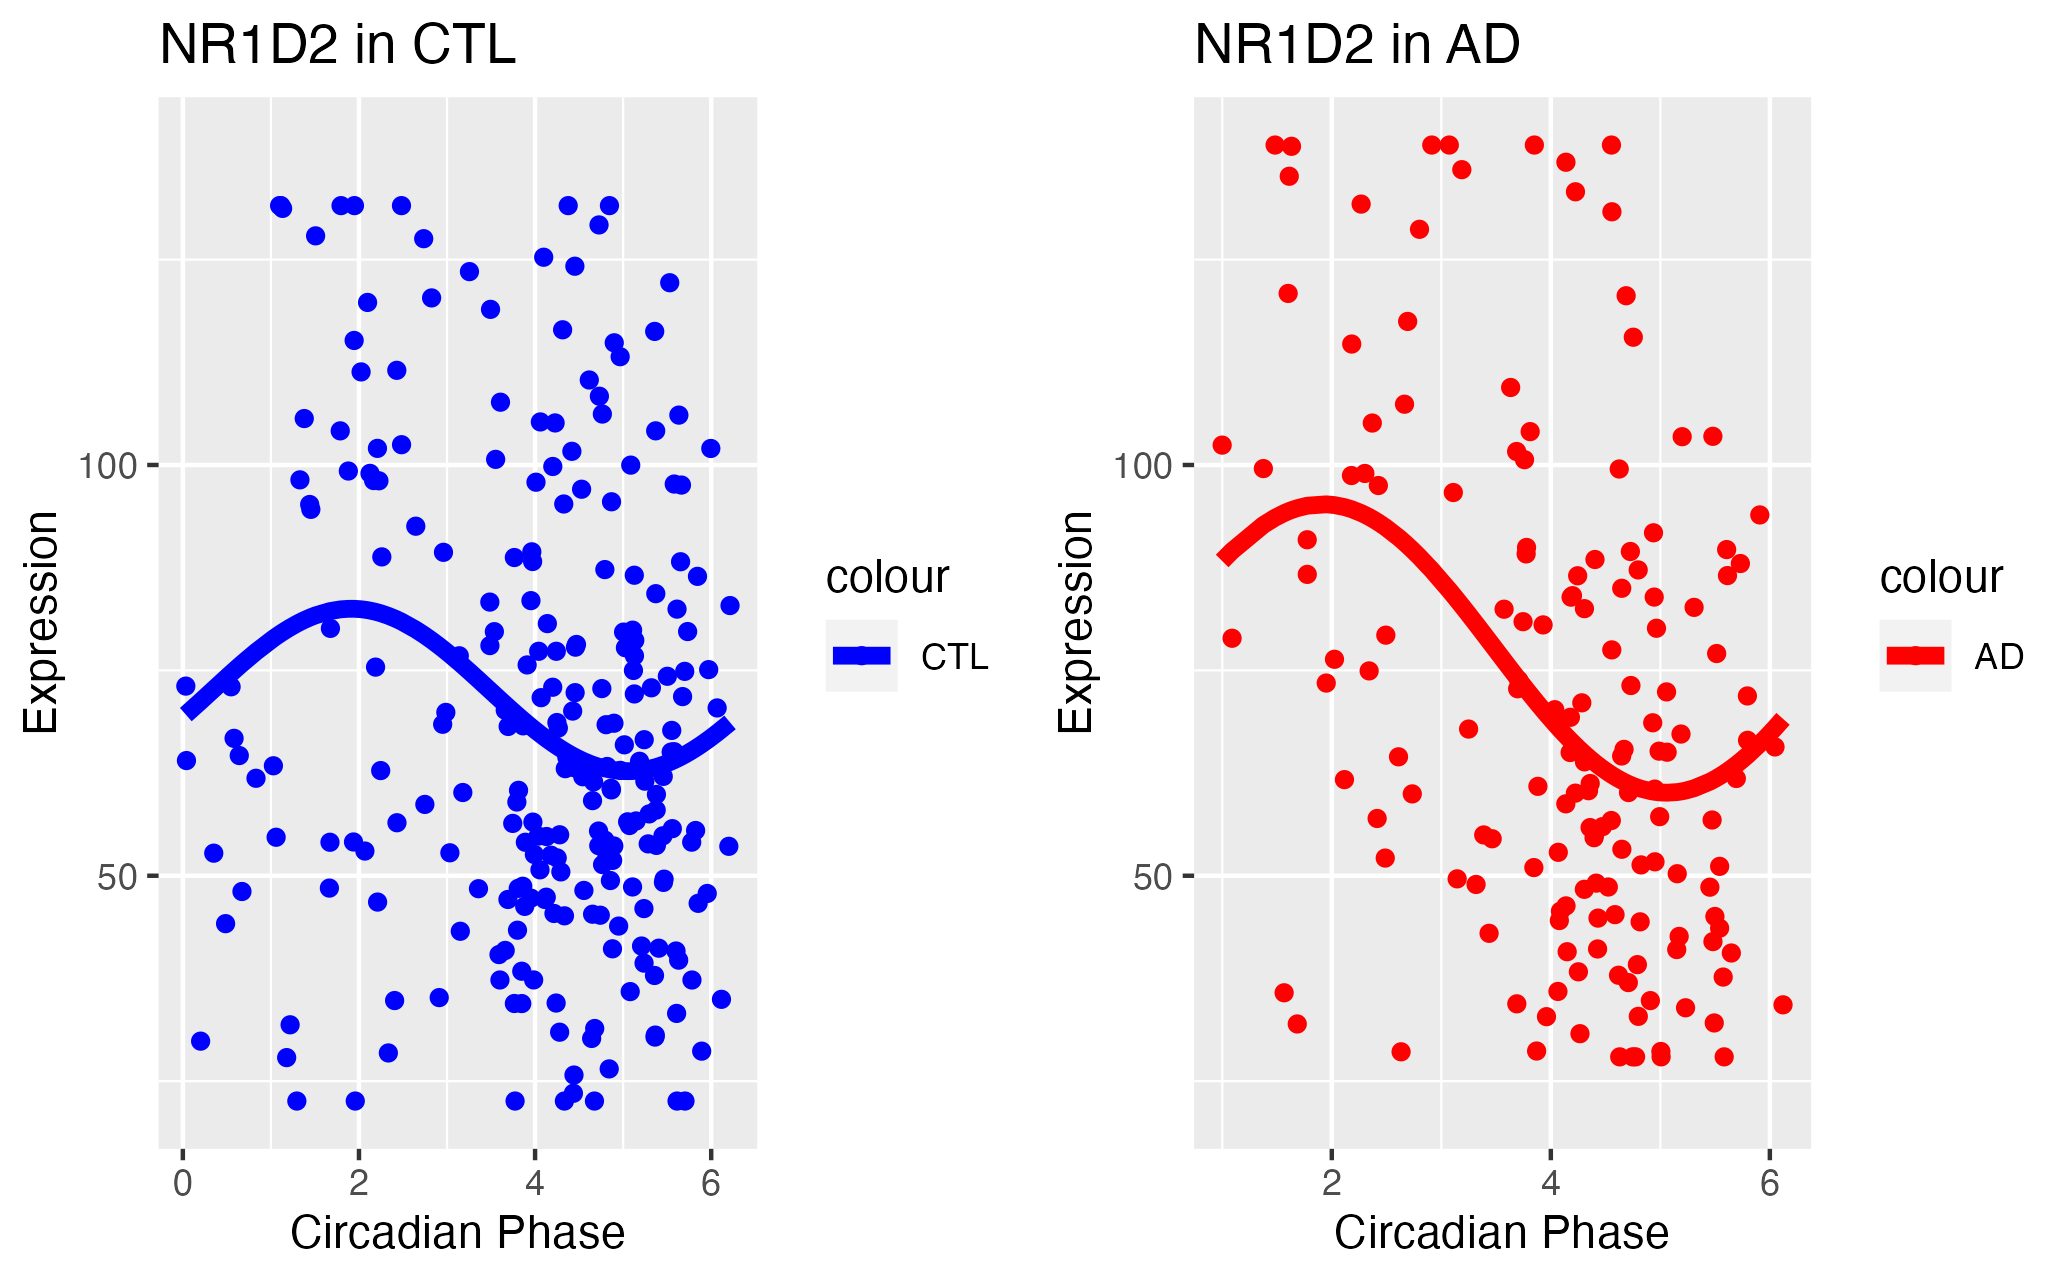 NR1D2 in CTL
Expression
100
50
0 2 4 6
Circadian Phase
colour
CTL
NR1D2 in AD
Expression
100
50
2 4 6
Circadian Phase
colour
AD